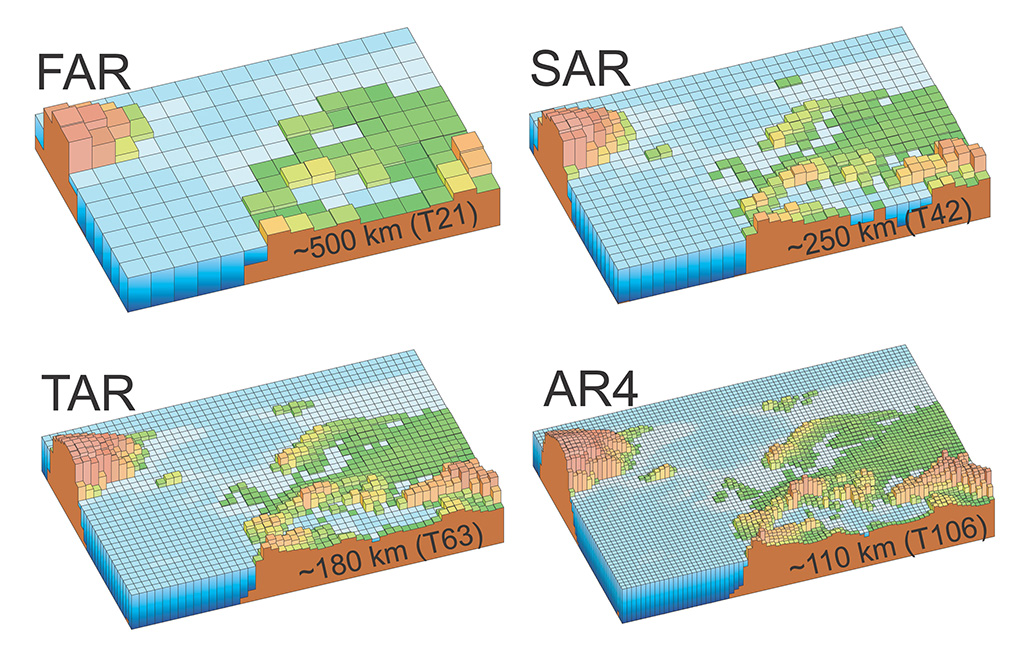 FAR
~500 km (T21)
SAR
~250 km (T42)
TAR
~180 km (T63)
AR4
~110 km (T106)